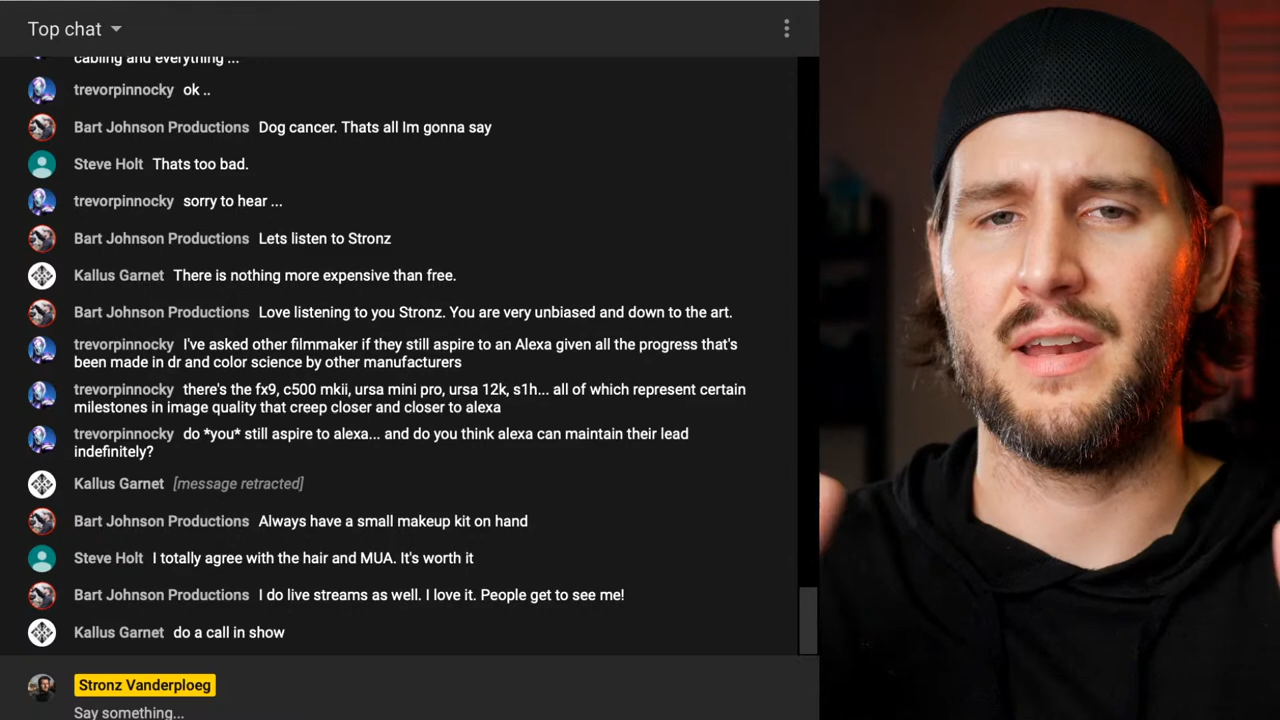 Top chat
cabling and everything ...
trevorpinnocky ok ..
Bart Johnson Productions Dog cancer. Thats all Im gonna say
Steve Holt Thats too bad.
trevorpinnocky sorry to hear ...
Bart Johnson Productions Lets listen to Stronz
Kallus Garnet There is nothing more expensive than free.
Bart Johnson Productions Love listening to you Stronz. You are very unbiased and down to the art.
trevorpinnocky I've asked other filmmaker if they still aspire to an Alexa given all the progress that's
been made in dr and color science by other manufacturers
trevorpinnocky there's the fx9, c500 mkii, ursa mini pro, ursa 12k, s1h... all of which represent certain
milestones in image quality that creep closer and closer to alexa
trevorpinnocky do *you* still aspire to alexa... and do you think alexa can maintain their lead
indefinitely?
Kallus Garnet [message retracted]
Bart Johnson Productions Always have a small makeup kit on hand
Steve Holt I totally agree with the hair and MUA. It's worth it
Bart Johnson Productions I do live streams as well. I love it. People get to see me!
Kallus Garnet do a call in show
Stronz Vanderploeg
Say something...